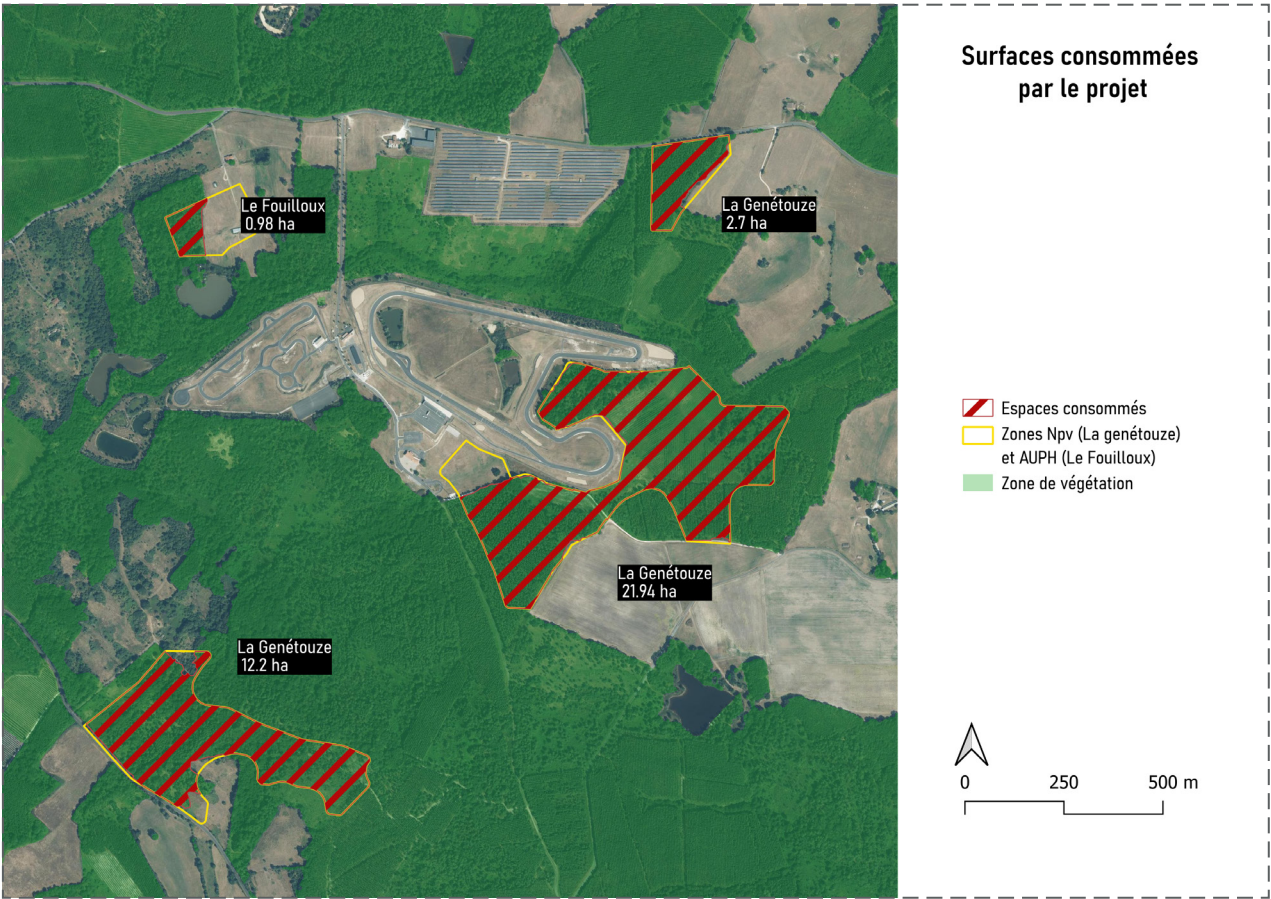 Surfaces consommées
par le projet
Le Fouilloux
0.98 ha
La Genétouze
2.7 ha
La Genétouze
21.94 ha
La Genétouze
12.2 ha
Espaces consommés
Zones Npv (La genétouze)
et AUPH (Le Fouilloux)
Zone de végétation
0 250 500 m